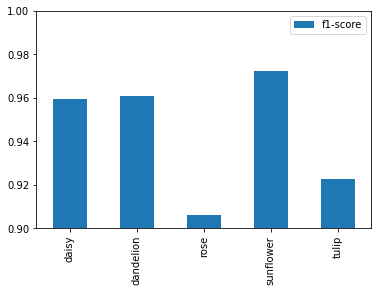 1.00
f1-score
0.98
0.96
0.94
0.92
0.90
daisy
dandelion
rose
sunflower
tulip